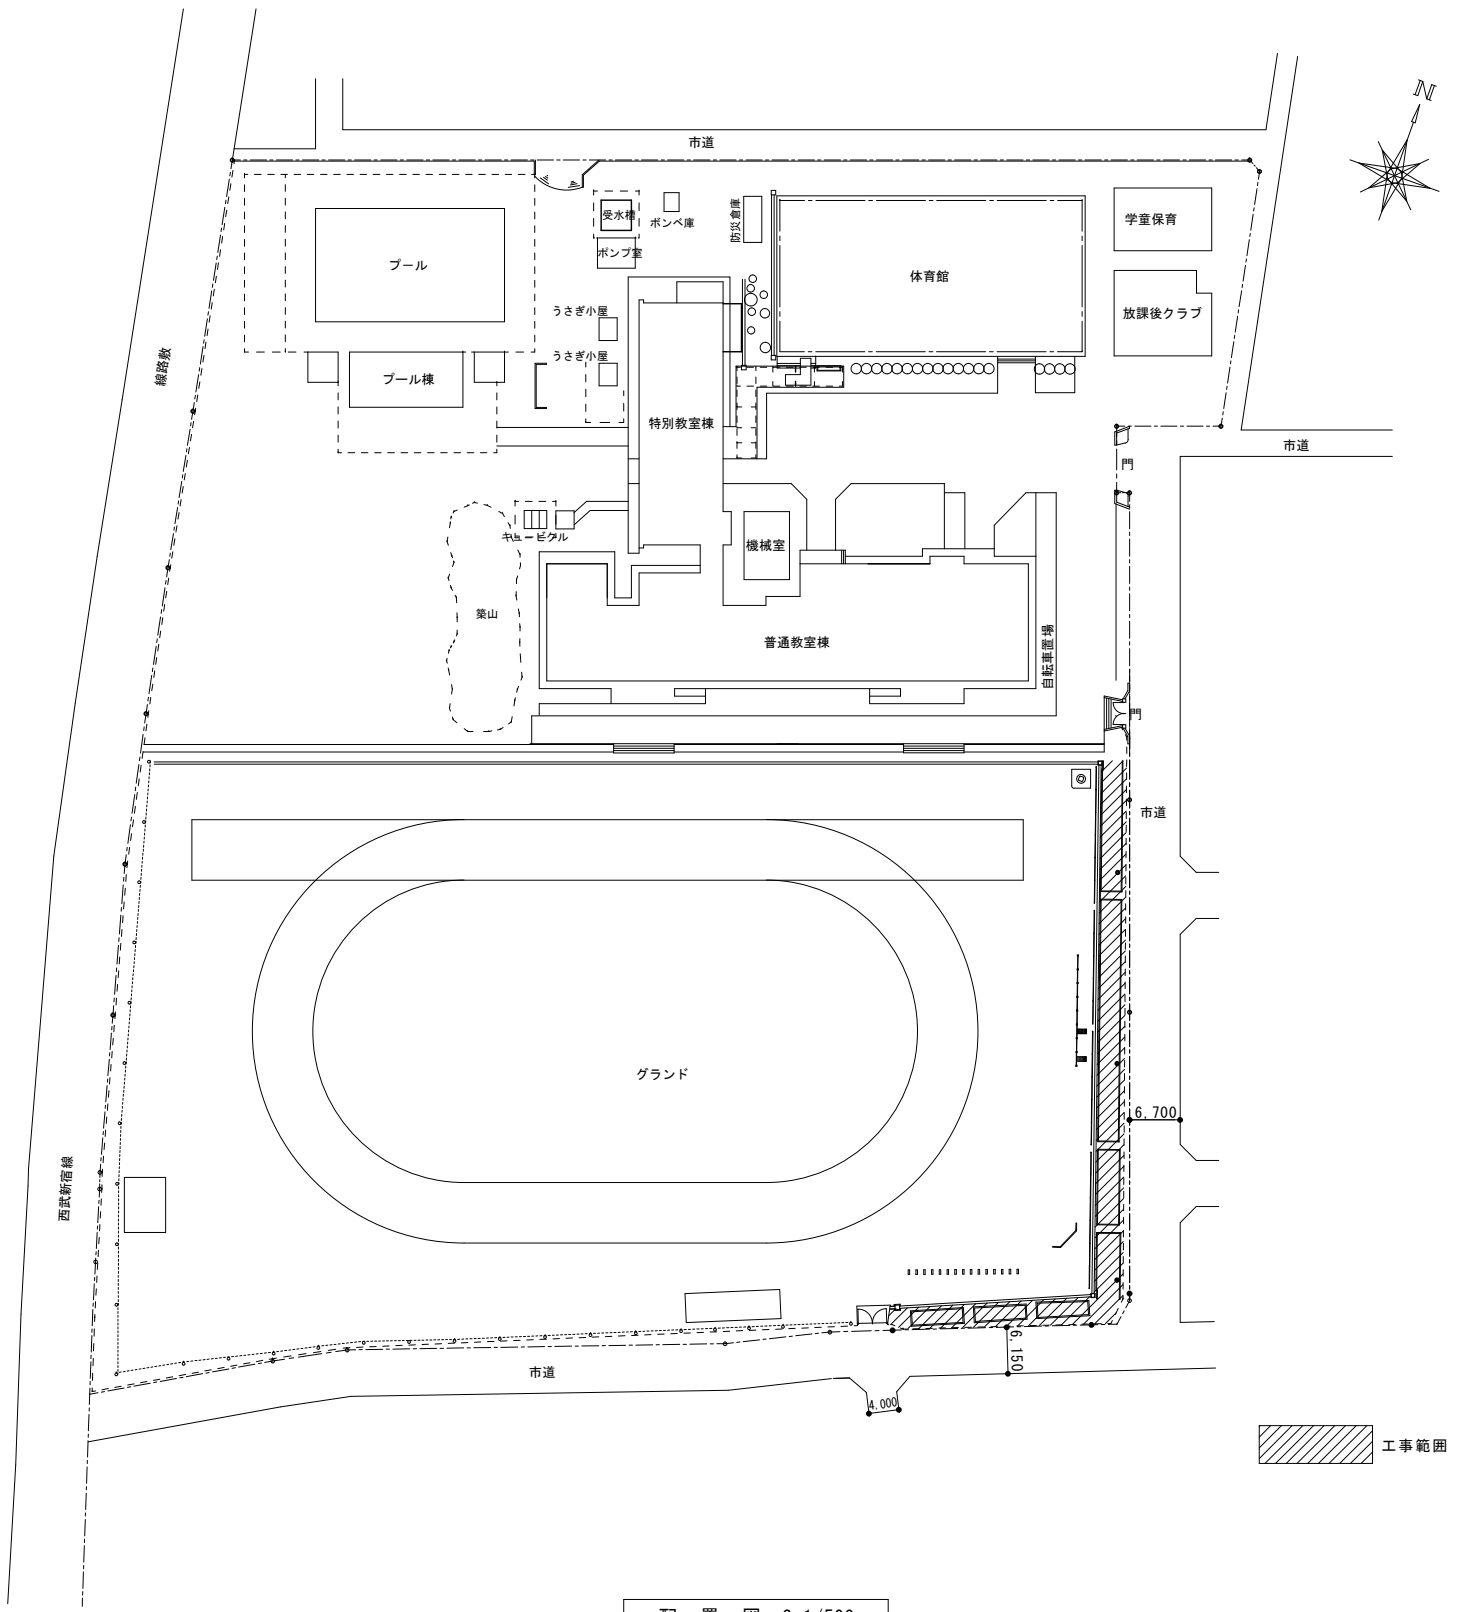 N
市道
受水槽
ボンベ庫
防災倉庫
学童保育
ポンプ室
プール
体育館
うさぎ小屋
放課後クラブ
うさぎ小屋
線路敷
プール棟
特別教室棟
市道
門
キュービクル
機械室
築山
普通教室棟
自転車置場
門
市道
グランド
6,700
西武新宿線
6,150
市道
4,000
工事範囲